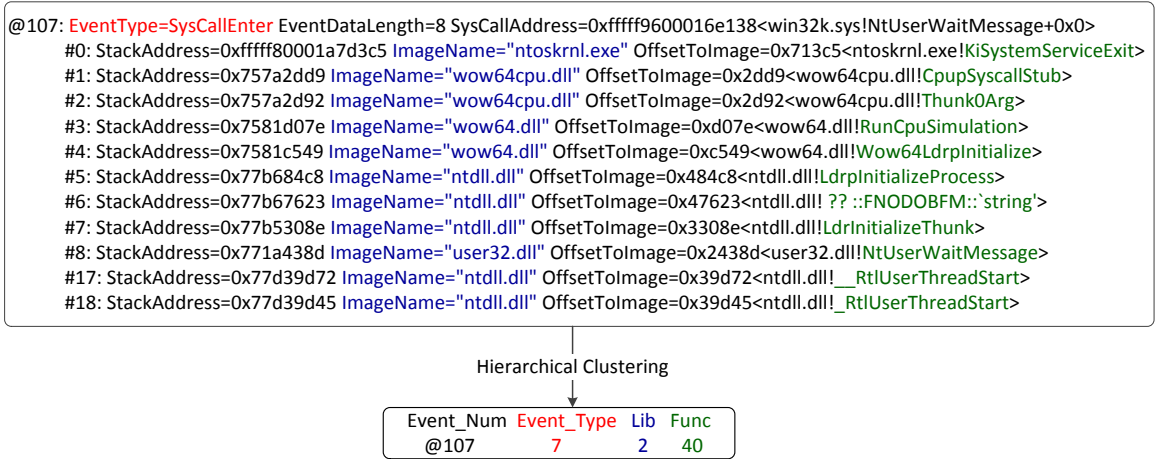 @107: EventType=SysCallEnter EventDataLength=8 SysCallAddress=0xfffff9600016e138<win32k.sys!NtUserWaitMessage+0x0>
#0: StackAddress=0xfffff80001a7d3c5 ImageName="ntoskrnl.exe" OffsetToImage=0x713c5<ntoskrnl.exe!KiSystemServiceExit>
#1: StackAddress=0x757a2dd9 ImageName="wow64cpu.dll" OffsetToImage=0x2dd9<wow64cpu.dll!CpupSyscallStub>
#2: StackAddress=0x757a2d92 ImageName="wow64cpu.dll" OffsetToImage=0x2d92<wow64cpu.dll!Thunk0Arg>
#3: StackAddress=0x7581d07e ImageName="wow64.dll" OffsetToImage=0xd07e<wow64.dll!RunCpuSimulation>
#4: StackAddress=0x7581c549 ImageName="wow64.dll" OffsetToImage=0xc549<wow64.dll!Wow64LdrpInitialize>
#5: StackAddress=0x77b684c8 ImageName="ntdll.dll" OffsetToImage=0x484c8<ntdll.dll!LdrpInitializeProcess>
#6: StackAddress=0x77b67623 ImageName="ntdll.dll" OffsetToImage=0x47623<ntdll.dll! ?? ::FNODOBFM::`string'>
#7: StackAddress=0x77b5308e ImageName="ntdll.dll" OffsetToImage=0x3308e<ntdll.dll!LdrInitializeThunk>
#8: StackAddress=0x771a438d ImageName="user32.dll" OffsetToImage=0x2438d<user32.dll!NtUserWaitMessage>
#17: StackAddress=0x77d39d72 ImageName="ntdll.dll" OffsetToImage=0x39d72<ntdll.dll!__RtlUserThreadStart>
#18: StackAddress=0x77d39d45 ImageName="ntdll.dll" OffsetToImage=0x39d45<ntdll.dll!_RtlUserThreadStart>
Hierarchical Clustering
Event_Num Event_Type Lib Func
@107 7 2 40